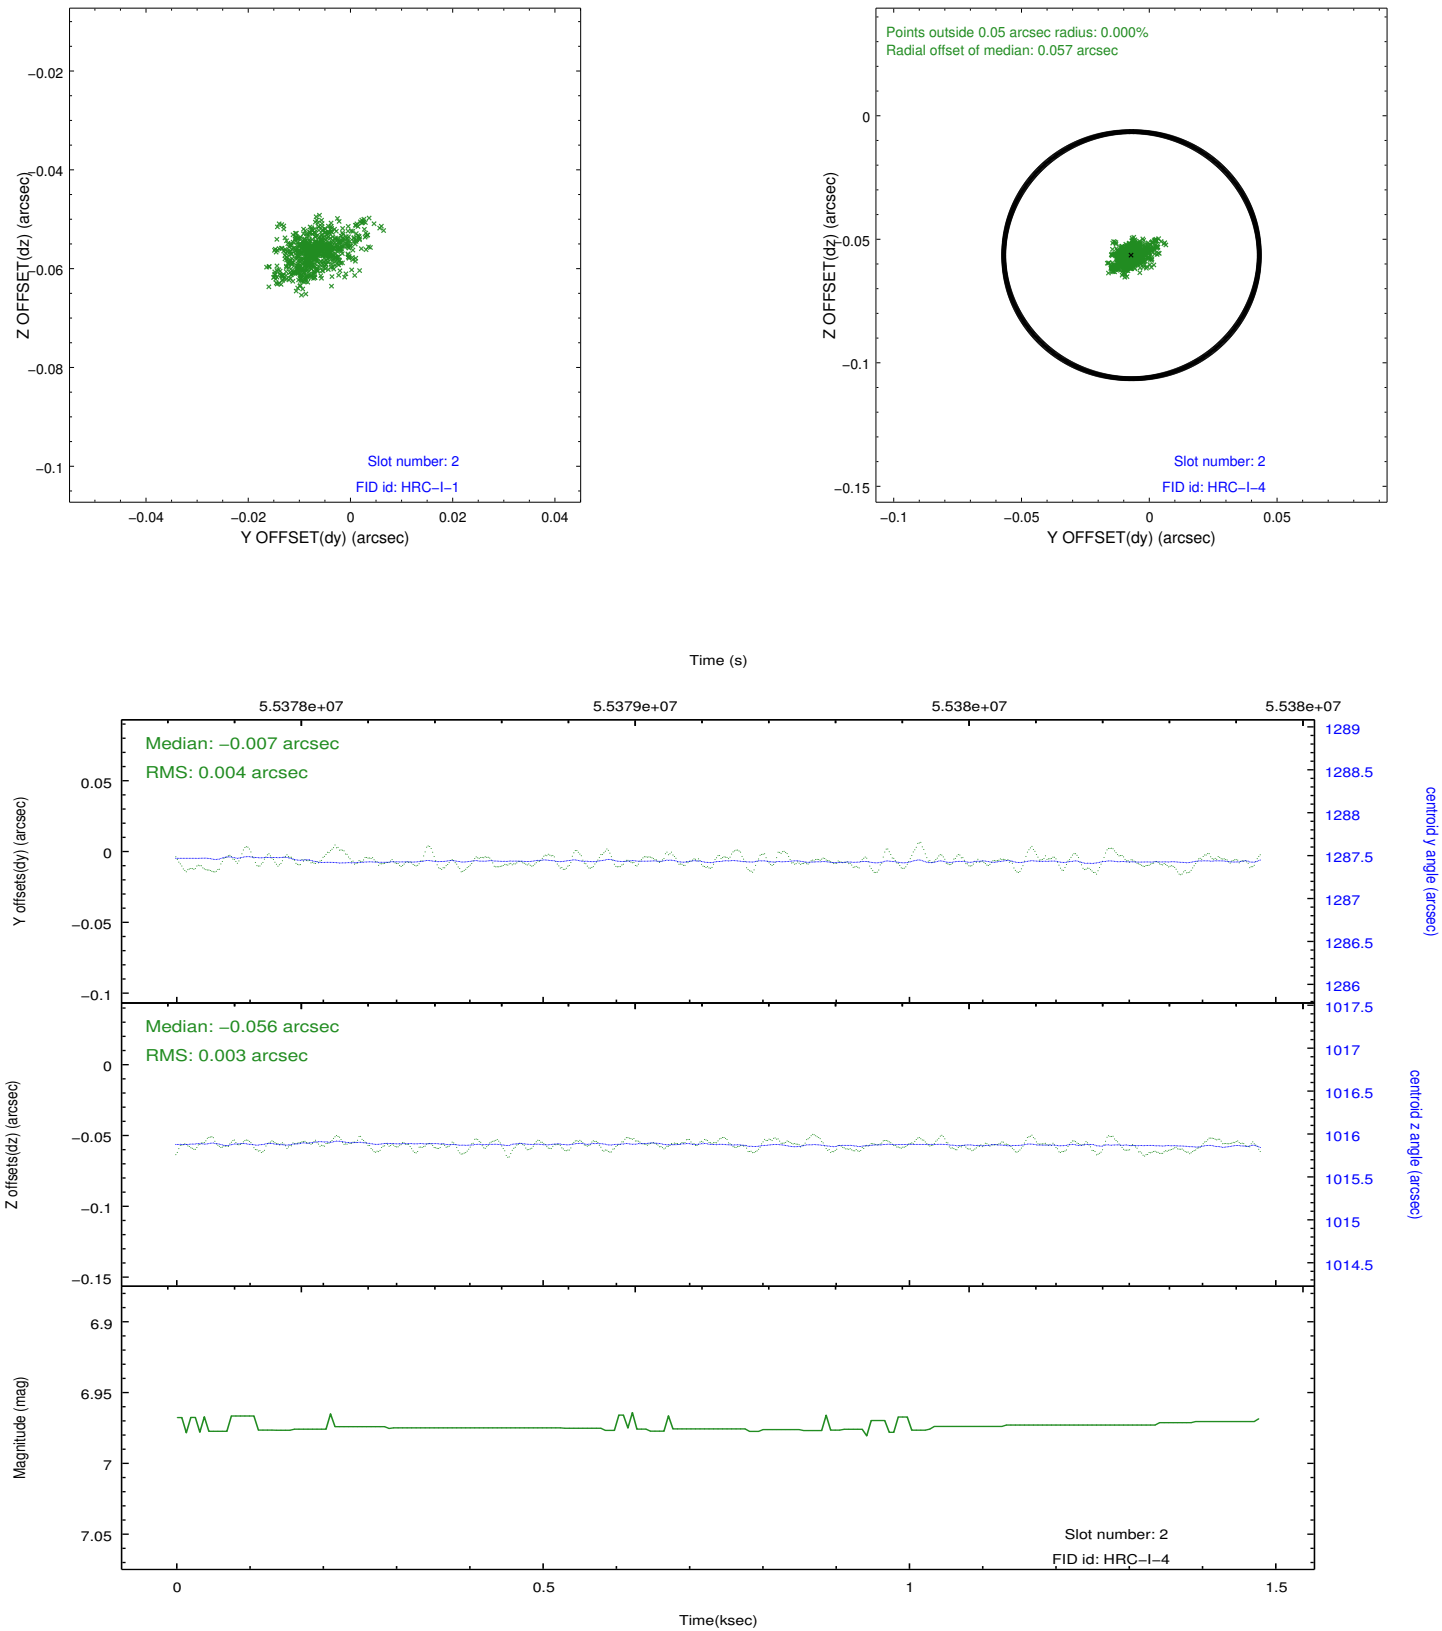 −0.02
−0.04
−0.06
−0.08
−0.1
Z OFFSET(dz) (arcsec)
Slot number: 2
FID id: HRC−I−1
−0.04
−0.02
0
0.02
0.04
Y OFFSET(dy) (arcsec)
Points outside 0.05 arcsec radius: 0.000%
Radial offset of median: 0.057 arcsec
0
−0.05
−0.1
−0.15
Z OFFSET(dz) (arcsec)
Slot number: 2
FID id: HRC−I−4
−0.1
−0.05
0
0.05
Y OFFSET(dy) (arcsec)
Time (s)
5.5378e+07
5.5379e+07
5.538e+07
5.538e+07
Median: −0.007 arcsec
RMS: 0.004 arcsec
0.05
0
−0.05
−0.1
Y offsets(dy) (arcsec)
1289
1288.5
1288
1287.5
1287
1286.5
1286
centroid y angle (arcsec)
Median: −0.056 arcsec
RMS: 0.003 arcsec
0
−0.05
−0.1
−0.15
Z offsets(dz) (arcsec)
1017.5
1017
1016.5
1016
1015.5
1015
1014.5
centroid z angle (arcsec)
6.9
6.95
7
7.05
Magnitude (mag)
Slot number: 2
FID id: HRC−I−4
0
0.5
1
1.5
Time(ksec)